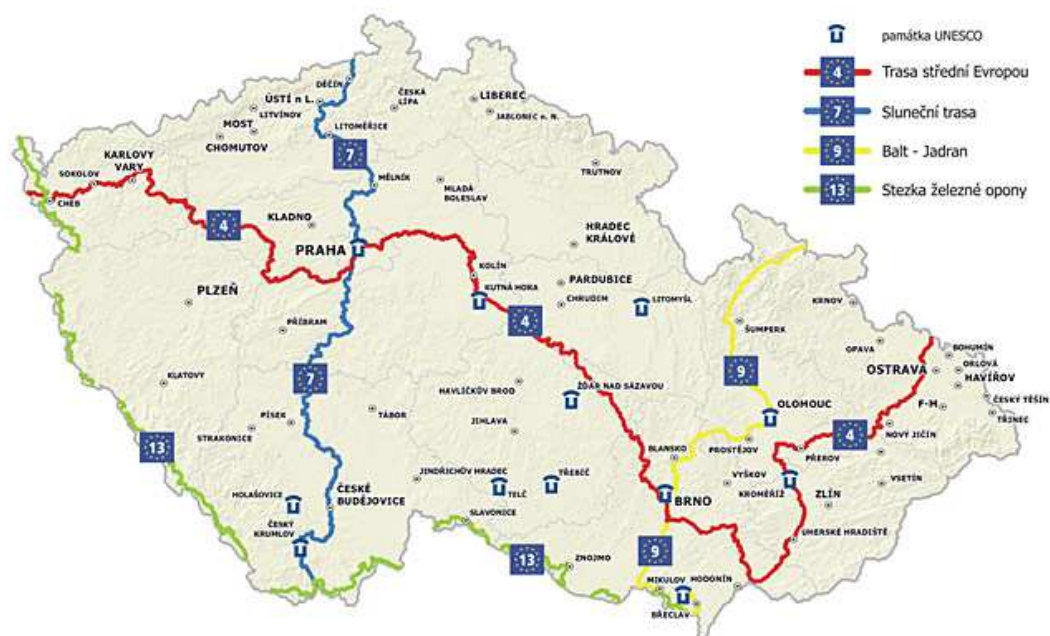 památka UNESCO
4 Trasa střední Evropou
7 Sluneční trasa
9 Balt - Jadran
13 Stezka železné opony
DĚČÍN
ÚSTÍ n L.
LITVÍNOV
ČESKÁ
LÍPA
LIBEREC
JABLONEC n. N.
MOST
CHOMUTOV
LITOMĚŘICE
7
TRUTNOV
KARLOVY
VARY
SOKOLOV
CHEB
MĚLNÍK
MLADÁ
BOLESLAV
4
KLADNO
PRAHA
HRADEC
KRÁLOVÉ
KOLÍN
KUTNÁ HORA
PARDUBICE
CHRUDIM
LITOMYŠL
4
PLZEŇ
PŘÍBRAM
KRNOV
ŠUMPERK
OPAVA
BOHUMÍN
ORLOVÁ
OSTRAVA
HAVÍŘOV
ČESKÝ TĚŠÍN
F-M
TŘINEC
9
7
KLATOVY
HAVLÍČKŮV BROD
ŽĎÁR NAD SÁZAVOU
OLOMOUC
PÍSEK
TÁBOR
STRAKONICE
JIHLAVA
13
BLANSKO
PROSTĚJOV
PŘEROV
4
NOVÝ JIČÍN
VSETÍN
VYŠKOV
KROMĚŘÍŽ
ZLÍN
JINDŘICHŮV HRADEC
TŘEBÍČ
TELČ
HOLAŠOVICE
ČESKÉ
BUDĚJOVICE
BRNO
SLAVONICE
ČESKÝ
KRUMLOV
UHERSKÉ HRADIŠTĚ
9
13
ZNOJMO
MIKULOV
HODONÍN
BŘECLAV